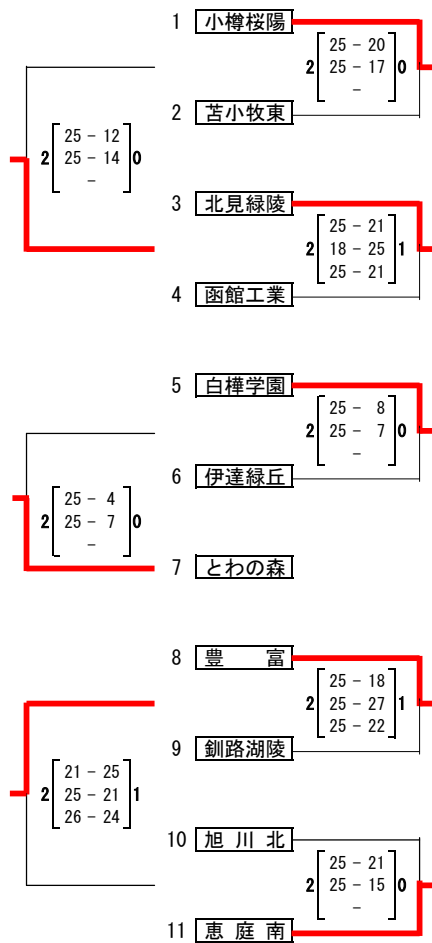 1 小樽桜陽
2 25 - 20 0
25 - 17
-
2 苫小牧東
2 25 - 12 0
25 - 14
-
3 北見緑陵
2 25 - 21 1
18 - 25
25 - 21
4 函館工業
5 白樺学園
2 25 - 8 0
25 - 7
-
6 伊達緑丘
2 25 - 4 0
25 - 7
-
7 とわの森
8 豊 富
2 25 - 18 1
25 - 27
25 - 22
9 釧路湖陵
2 21 - 25 1
25 - 21
26 - 24
10 旭 川 北
2 25 - 21 0
25 - 15
-
11 恵 庭 南